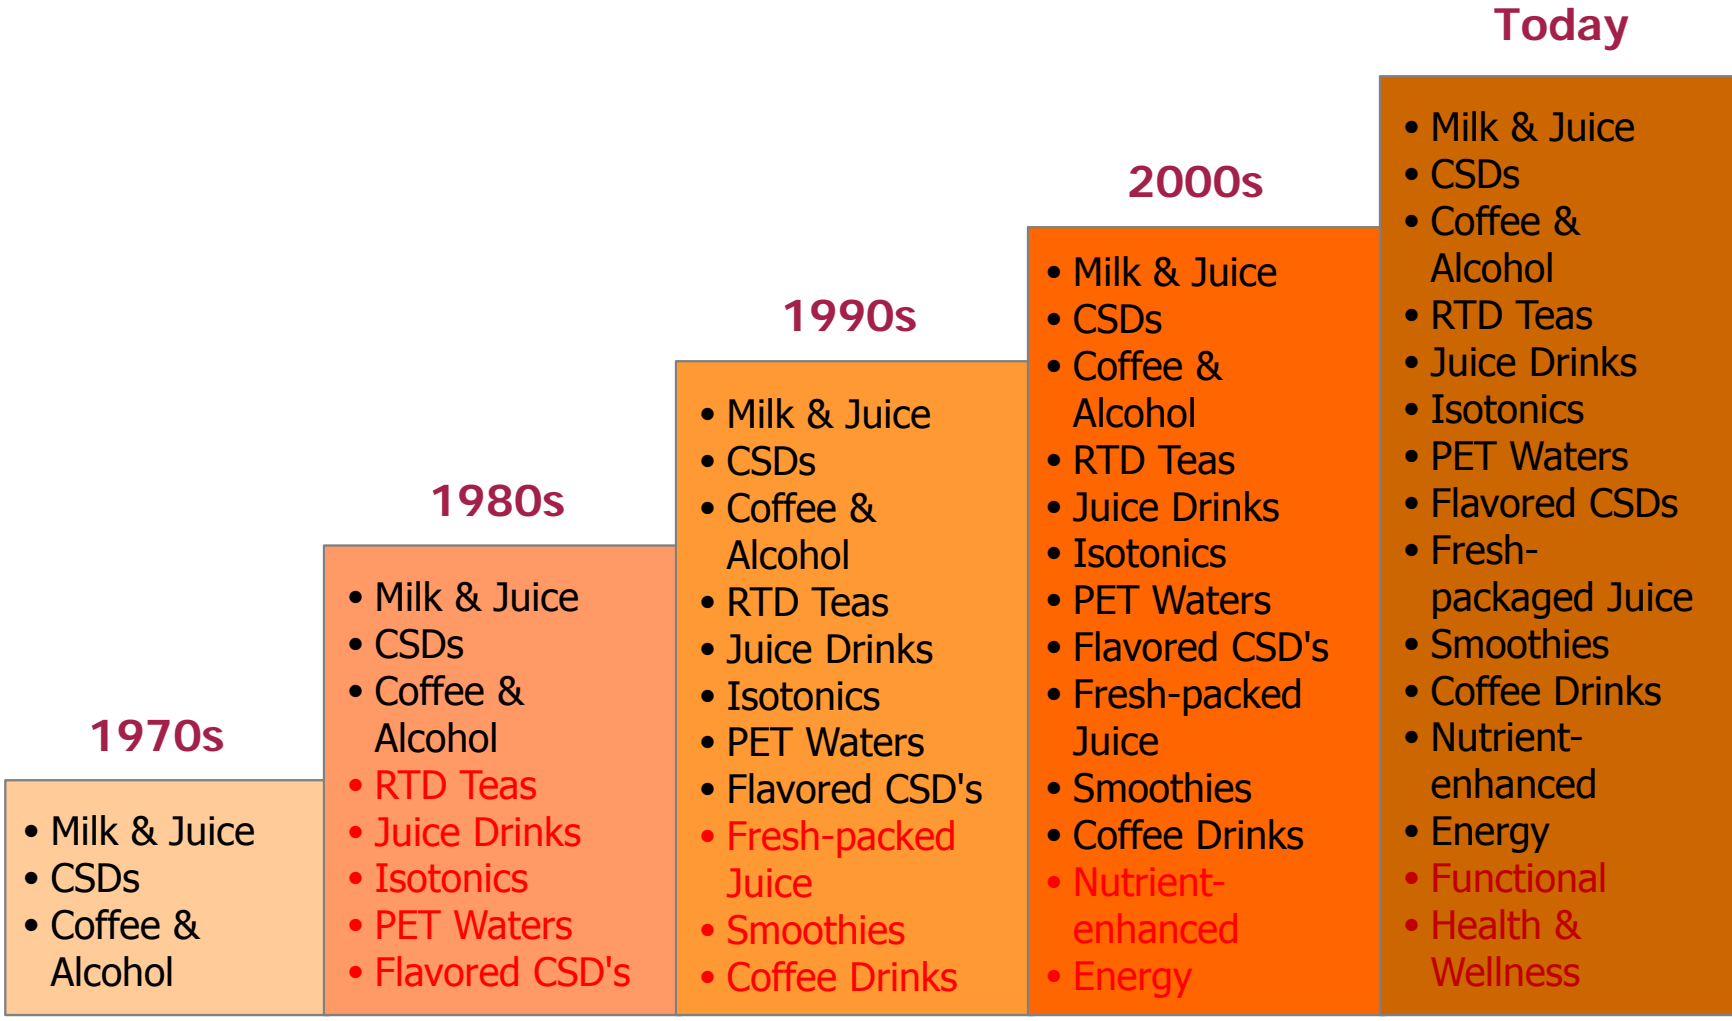 1970s
• Milk & Juice
• CSDs
• Coffee &
Alcohol
1980s
• Milk & Juice
• CSDs
• Coffee &
Alcohol
• RTD Teas
• Juice Drinks
• Isotonics
• PET Waters
• Flavored CSD's
1990s
• Milk & Juice
• CSDs
• Coffee &
Alcohol
• RTD Teas
• Juice Drinks
• Isotonics
• PET Waters
• Flavored CSD's
• Fresh-packed
Juice
• Smoothies
• Coffee Drinks
2000s
• Milk & Juice
• CSDs
• Coffee &
Alcohol
• RTD Teas
• Juice Drinks
• Isotonics
• PET Waters
• Flavored CSD's
• Fresh-packed
Juice
• Smoothies
• Coffee Drinks
• Nutrient-
enhanced
• Energy
Today
• Milk & Juice
• CSDs
• Coffee &
Alcohol
• RTD Teas
• Juice Drinks
• Isotonics
• PET Waters
• Flavored CSDs
• Fresh-
packaged Juice
• Smoothies
• Coffee Drinks
• Nutrient-
enhanced
• Energy
• Functional
• Health &
Wellness